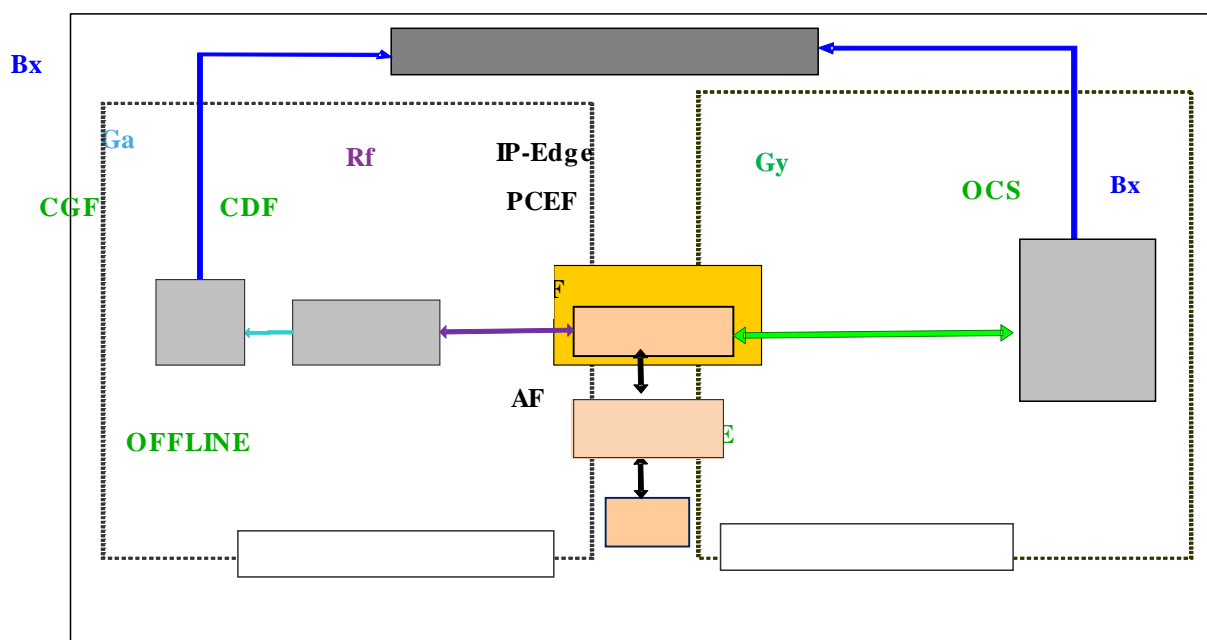 Bx
Ga
Rf
IP-Edge
PCEF
Gy
OCS
Bx
CGF
CDF
F
AF
OFFLINE
E